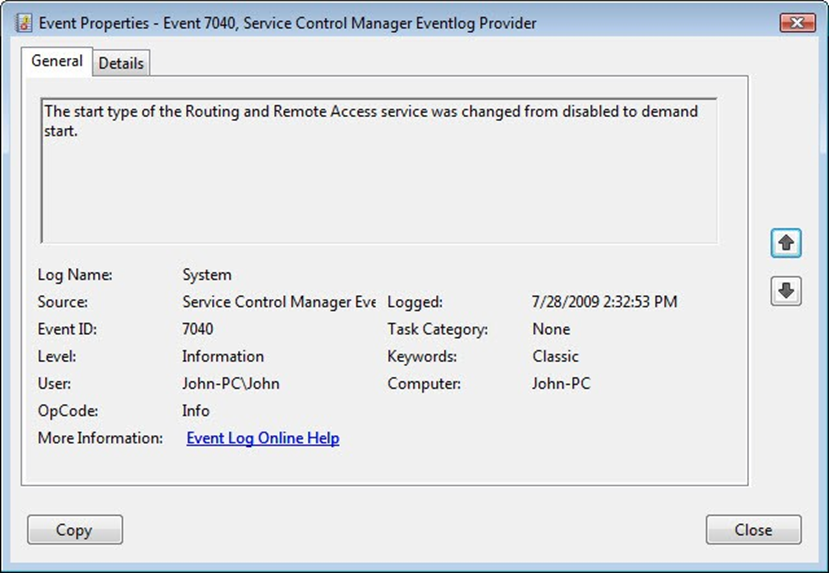 Event Properties - Event 7040, Service Control Manager Eventlog Provider
General Details
The start type of the Routing and Remote Access service was changed from disabled to demand
start.
Log Name: System
Source: Service Control Manager Eve Logged: 7/28/2009 2:32:53 PM
Event ID: 7040 Task Category: None
Level: Information Keywords: Classic
User: John-PC\John Computer: John-PC
OpCode: Info
More Information: Event Log Online Help
Copy Close